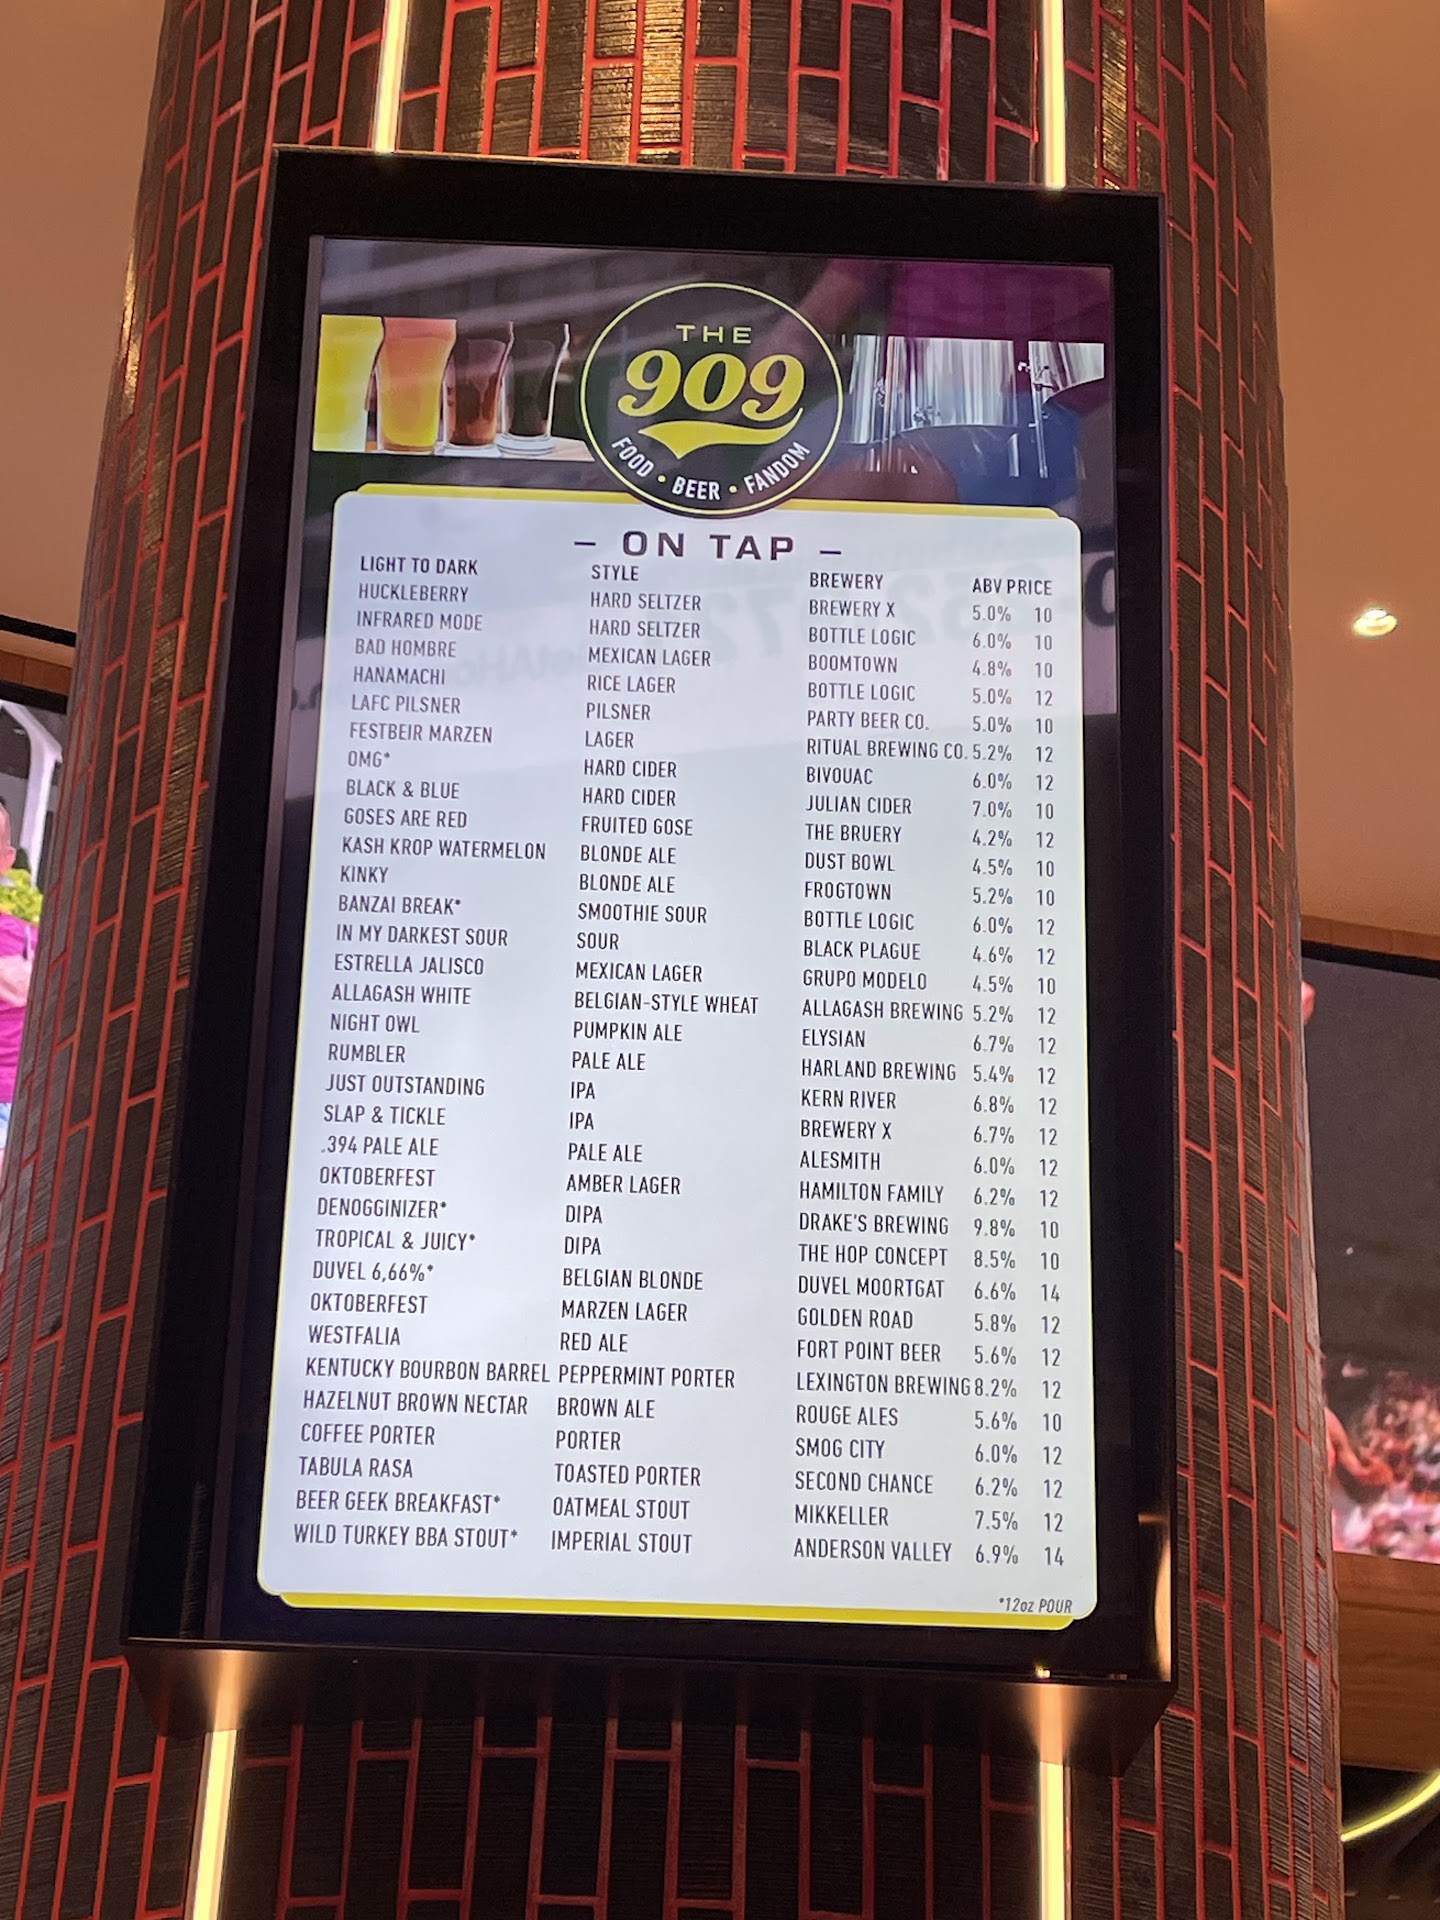 THE
909
FOOD • BEER • FANDOM
– ON TAP –
LIGHT TO DARK STYLE BREWERY ABV PRICE
HUCKLEBERRY HARD SELTZER BREWERY X 5.0% 10
INFRARED MODE HARD SELTZER BOTTLE LOGIC 6.0% 10
BAD HOMBRE MEXICAN LAGER BOOMTOWN 4.8% 10
HANAMACHI RICE LAGER BOTTLE LOGIC 5.0% 12
LAFC PILSNER PILSNER PARTY BEER CO. 5.0% 10
FESTBEIR MARZEN LAGER RITUAL BREWING CO. 5.2% 12
OMG* HARD CIDER BIVOUAC 6.0% 12
BLACK & BLUE HARD CIDER JULIAN CIDER 7.0% 10
GOSES ARE RED FRUITED GOSE THE BRUERY 4.2% 12
KASH KROP WATERMELON BLONDE ALE DUST BOWL 4.5% 10
KINKY BLONDE ALE FROGTOWN 5.2% 10
BANZAI BREAK* SMOOTHIE SOUR BOTTLE LOGIC 6.0% 12
IN MY DARKEST SOUR SOUR BLACK PLAGUE 4.6% 12
ESTRELLA JALISCO MEXICAN LAGER GRUPO MODELO 4.5% 10
ALLAGASH WHITE BELGIAN-STYLE WHEAT ALLAGASH BREWING 5.2% 12
NIGHT OWL PUMPKIN ALE ELYSIAN 6.7% 12
RUMBLER PALE ALE HARLAND BREWING 5.4% 12
JUST OUTSTANDING IPA KERN RIVER 6.8% 12
SLAP & TICKLE IPA BREWERY X 6.7% 12
.394 PALE ALE PALE ALE ALESMITH 6.0% 12
OKTOBERFEST AMBER LAGER HAMILTON FAMILY 6.2% 12
DENOGGINIZER* DIPA DRAKE'S BREWING 9.8% 10
TROPICAL & JUICY* DIPA THE HOP CONCEPT 8.5% 10
DUVEL 6,66%* BELGIAN BLONDE DUVEL MOORTGAT 6.6% 14
OKTOBERFEST MARZEN LAGER GOLDEN ROAD 5.8% 12
WESTFALIA RED ALE FORT POINT BEER 5.6% 12
KENTUCKY BOURBON BARREL PEPPERMINT PORTER LEXINGTON BREWING 8.2% 12
HAZELNUT BROWN NECTAR BROWN ALE ROUGE ALES 5.6% 10
COFFEE PORTER PORTER SMOG CITY 6.0% 12
TABULA RASA TOASTED PORTER SECOND CHANCE 6.2% 12
BEER GEEK BREAKFAST* OATMEAL STOUT MIKKELLER 7.5% 12
WILD TURKEY BBA STOUT* IMPERIAL STOUT ANDERSON VALLEY 6.9% 14
*12oz POUR